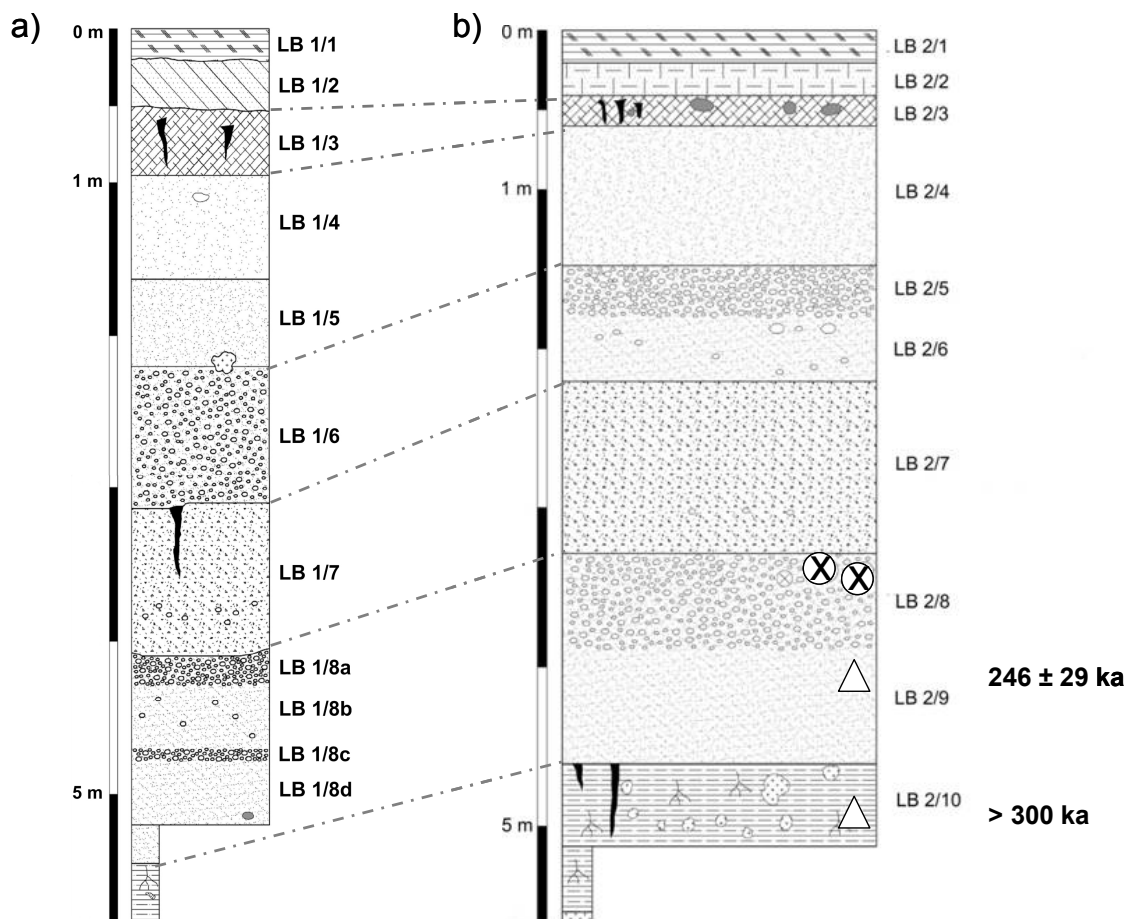 a)
0 m
LB 1/1
LB 1/2
LB 1/3
1 m
LB 1/4
LB 1/5
LB 1/6
LB 1/7
LB 1/8a
LB 1/8b
LB 1/8c
LB 1/8d
5 m
b)
0 m
LB 2/1
LB 2/2
LB 2/3
1 m
LB 2/4
LB 2/5
LB 2/6
LB 2/7
X
X
LB 2/8
LB 2/9
246 ± 29 ka
LB 2/10
> 300 ka
5 m